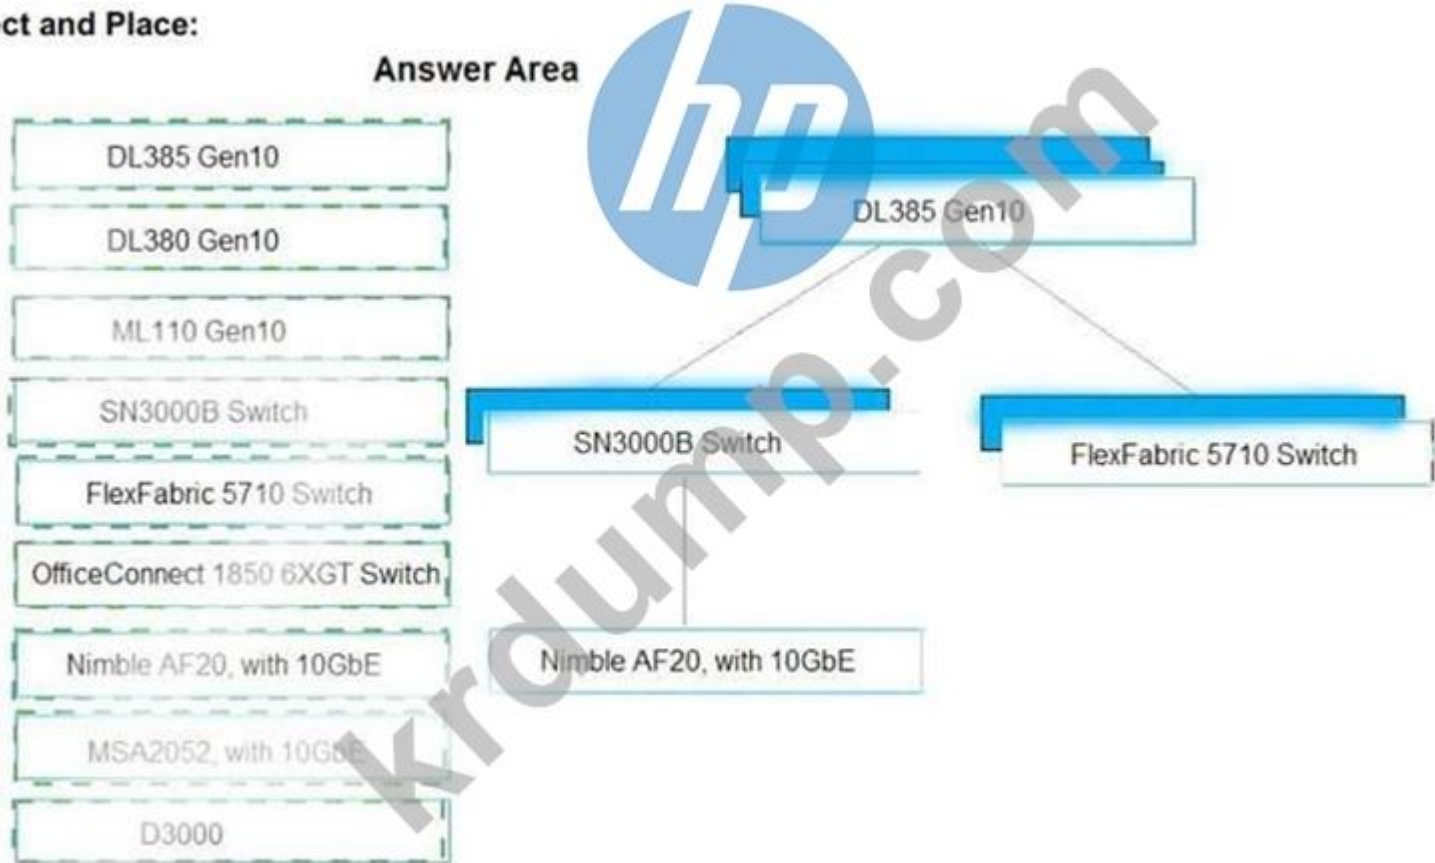 ct and Place:
Answer Area
hp
DL385 Gen10
DL380 Gen10
ML110 Gen10
SN3000B Switch
FlexFabric 5710 Switch
OfficeConnect 1850 6XGT Switch
Nimble AF20, with 10GbE
MSA2052, with 10GbE
D3000
DL385 Gen10
SN3000B Switch
FlexFabric 5710 Switch
Nimble AF20, with 10GbE
krdump.com